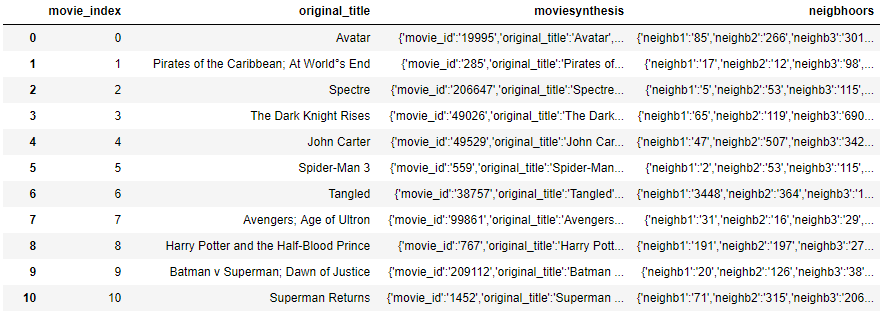 movie_index original_title moviesynthesis neigbhoors
0 0 Avatar {'movie_id':'19995','original_title':'Avatar',... {'neighb1':'85','neighb2':'266','neighb3':'301...
1 1 Pirates of the Caribbean; At World"s End {'movie_id':'285','original_title':'Pirates of... {'neighb1':'17','neighb2':'12','neighb3':'98',...
2 2 Spectre {'movie_id':'206647','original_title':'Spectre... {'neighb1':'5','neighb2':'53','neighb3':'115',...
3 3 The Dark Knight Rises {'movie_id':'49026','original_title':'The Dark... {'neighb1':'65','neighb2':'119','neighb3':'690...
4 4 John Carter {'movie_id':'49529','original_title':'John Car... {'neighb1':'47','neighb2':'507','neighb3':'342...
5 5 Spider-Man 3 {'movie_id':'559','original_title':'Spider-Man... {'neighb1':'2','neighb2':'53','neighb3':'115',...
6 6 Tangled {'movie_id':'38757','original_title':'Tangled'... {'neighb1':'3448','neighb2':'364','neighb3':'1...
7 7 Avengers; Age of Ultron {'movie_id':'99861','original_title':'Avengers... {'neighb1':'31','neighb2':'16','neighb3':'29',...
8 8 Harry Potter and the Half-Blood Prince {'movie_id':'767','original_title':'Harry Pott... {'neighb1':'191','neighb2':'197','neighb3':'27...
9 9 Batman v Superman; Dawn of Justice {'movie_id':'209112','original_title':'Batman ... {'neighb1':'20','neighb2':'126','neighb3':'38'...
10 10 Superman Returns {'movie_id':'1452','original_title':'Superman ... {'neighb1':'71','neighb2':'315','neighb3':'206...